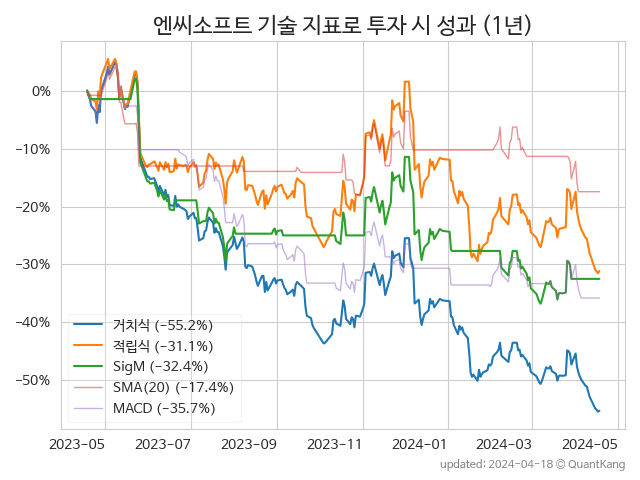 엔씨소프트 기술 지표로 투자 시 성과 (1년)
0%
−10%
−20%
−30%
−40%
−50%
거치식 (−55.2%)
적립식 (−31.1%)
SigM (−32.4%)
SMA(20) (−17.4%)
MACD (−35.7%)
2023-05 2023-07 2023-09 2023-11 2024-01 2024-03 2024-05
updated: 2024-04-18 @ QuantKang